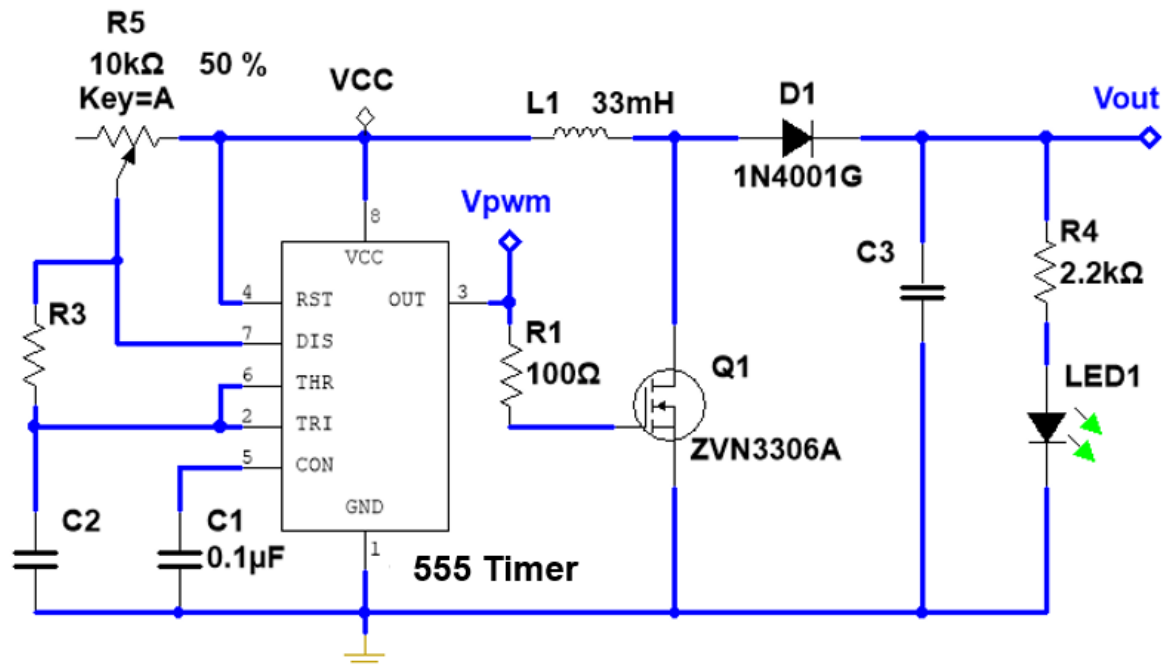 R5
10kΩ 50 %
Key=A
VCC
L1 33mH
D1
Vout
1N4001G
Vpwm
8
VCC
C3
R4
2.2kΩ
4 RST OUT 3
R3
R1
100Ω
7 DIS
Q1
6 THR
LED1
2 TRI
ZVN3306A
5 CON
GND
C2
C1
0.1µF
1
555 Timer